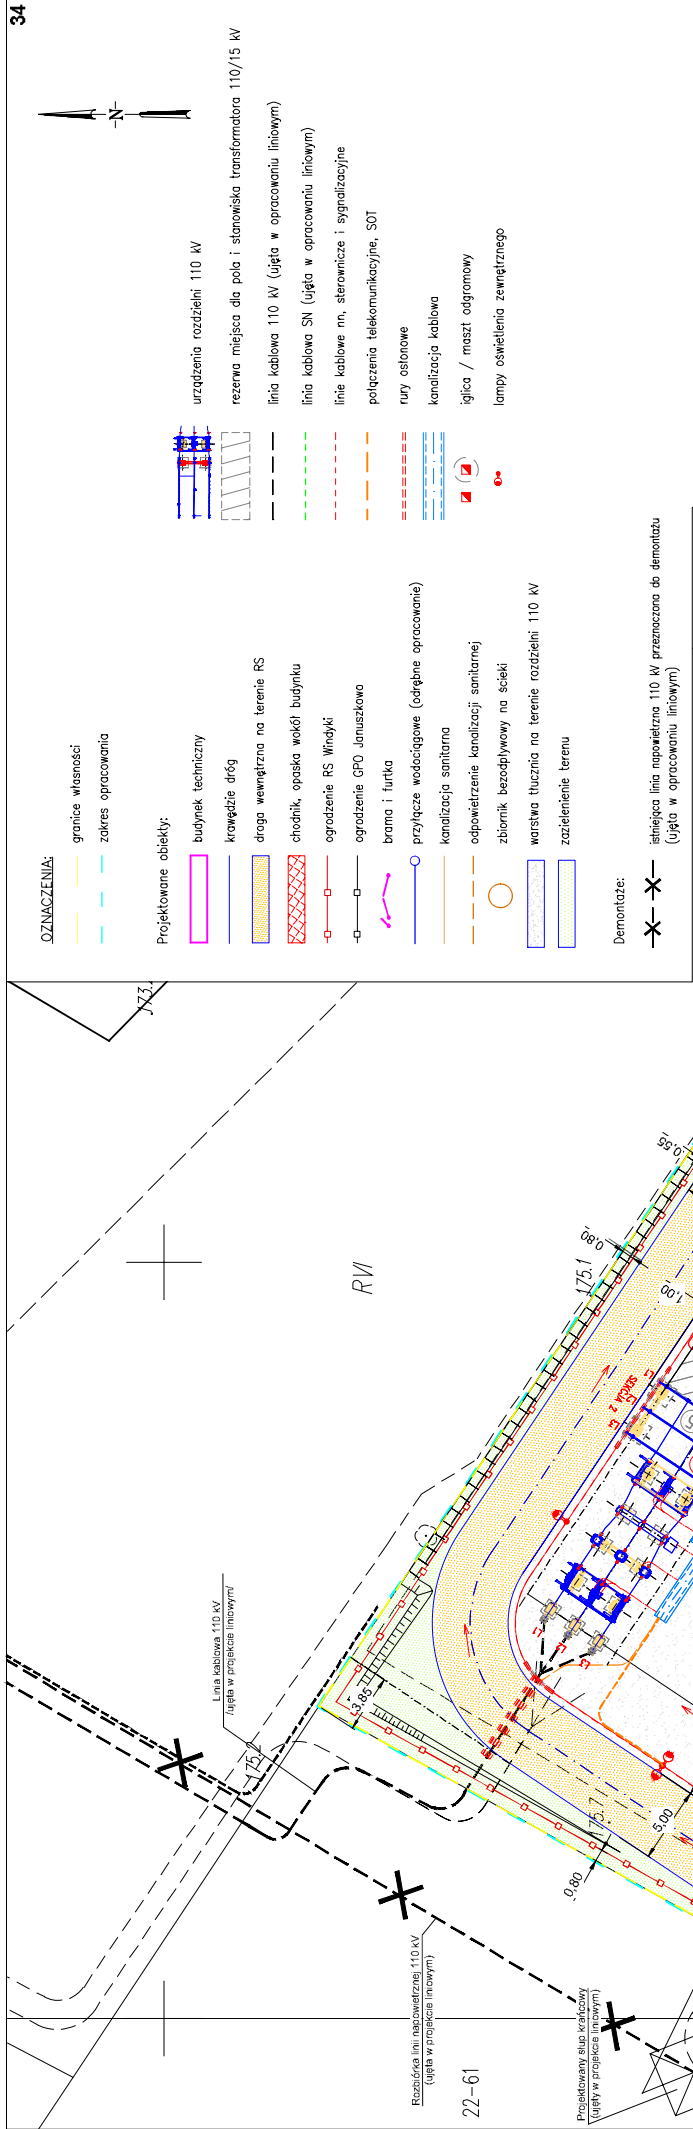 34
-N-
OZNACZENIA:
granice własności
zakres opracowania
Projektowane obiekty:
budynek techniczny
krawędzie dróg
droga wewnętrzna na terenie RS
chodnik, opaska wokół budynku
ogrodzenie RS Windyki
ogrodzenie GPO Januszkowo
brama i furtka
przyłącze wodociągowe (odrębne opracowanie)
kanalizacja sanitarna
odpowietrzenie kanalizacji sanitarnej
zbiornik bezodpływowy na ścieki
warstwa tłucznia na terenie rozdzielni 110 kV
zazielenienie terenu
Demontaże:
istniejąca linia napowietrzna 110 kV przeznaczona do demontażu
(ujęta w opracowaniu liniowym)
urządzenia rozdzielni 110 kV
rezerwa miejsca dla pola i stanowiska transformatora 110/15 kV
linia kablowa 110 kV (ujęta w opracowaniu liniowym)
linia kablowa SN (ujęta w opracowaniu liniowym)
linie kablowe nn, sterownicze i sygnalizacyjne
połączenia telekomunikacyjne, SOT
rury osłonowe
kanalizacja kablowa
iglica / maszt odgromowy
lampy oświetlenia zewnętrznego
Linia kablowa 110 kV
/ujęta w projekcie liniowym/
Rozbiórka linii napowietrznej 110 kV
(ujęta w projekcie liniowym)
Projektowany słup krańcowy
(ujęty w projekcie liniowym)
22-61
RVI
175.2
175.1
175.1
3,85
0,80
5,00
0,80
0,55
1,00
SEKCJA 2
L1
L2
L3